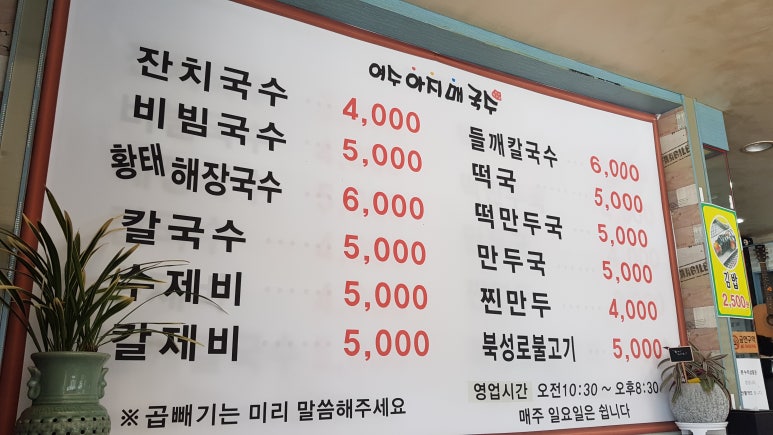 여수 아지매 국수
잔치국수 4,000
비빔국수 5,000
황태 해장국수 6,000
칼국수 5,000
수제비 5,000
칼제비 5,000
※ 곱빼기는 미리 말씀해주세요
들깨칼국수 6,000
떡국 5,000
떡만두국 5,000
만두국 5,000
찐만두 4,000
북성로불고기 5,000
영업시간 오전10:30 ~ 오후8:30
매주 일요일은 쉽니다
김밥
2,500
금연구역
FRAGILE